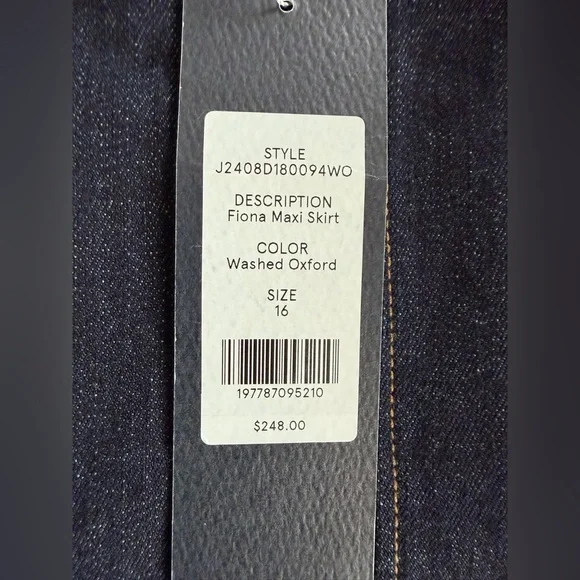 STYLE
J2408D180094WO
DESCRIPTION
Fiona Maxi Skirt
COLOR
Washed Oxford
SIZE
16
197787095210
$248.00